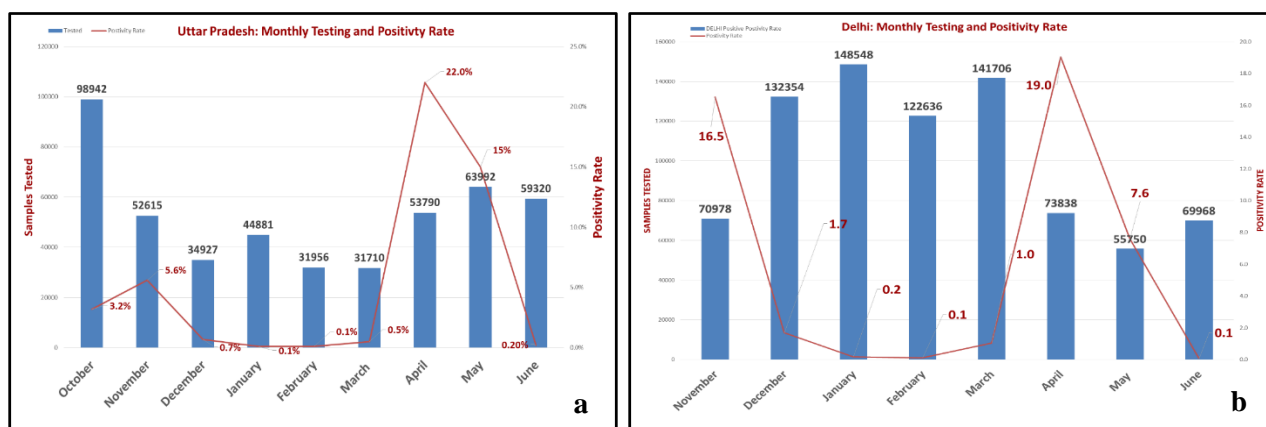 Uttar Pradesh: Monthly Testing and Positivty Rate
Tested
Postivity Rate
Samples Tested
120000
100000
80000
60000
40000
20000
0
98942
52615
34927
44881
31956
31710
53790
63992
59320
3.2%
5.6%
0.7%
0.1%
0.1%
0.5%
22.0%
15%
0.20%
25.0%
20.0%
15.0%
10.0%
5.0%
0.0%
Positivity Rate
October
November
December
January
February
March
April
May
June
a
Delhi: Monthly Testing and Positivity Rate
DELHI Positive Positivity Rate
Postivity Rate
SAMPLES TESTED
160000
140000
120000
100000
80000
60000
40000
20000
0
70978
132354
148548
122636
141706
73838
55750
69968
16.5
1.7
0.2
0.1
1.0
19.0
7.6
0.1
20.0
18.0
16.0
14.0
12.0
10.0
8.0
6.0
4.0
2.0
0.0
POSITIVITY RATE
November
December
January
February
March
April
May
June
b